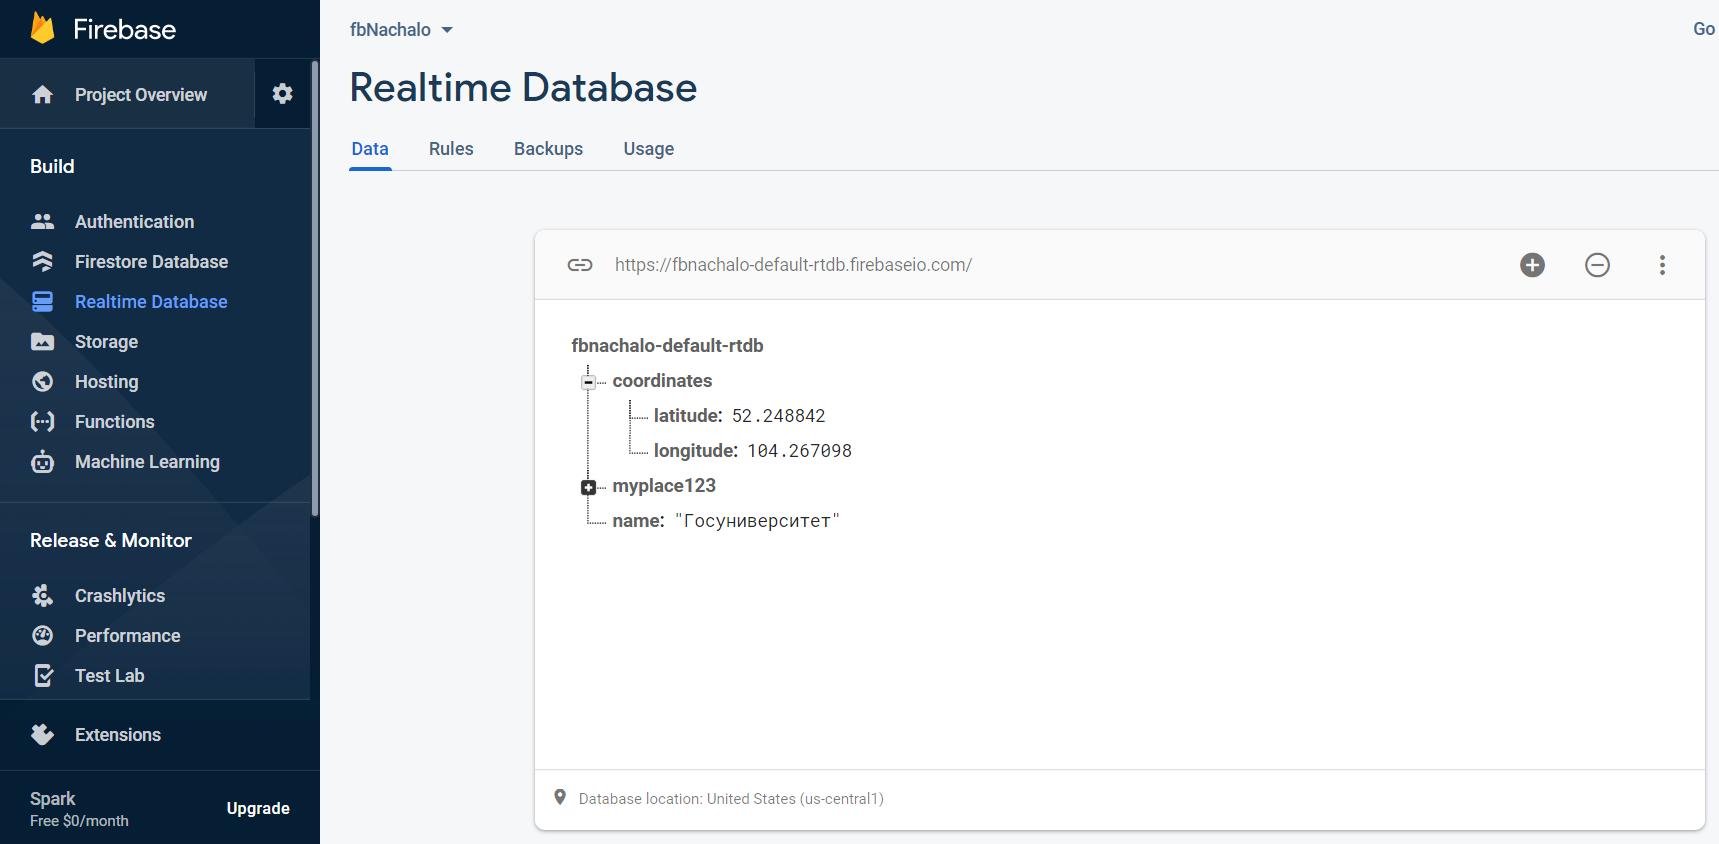 Firebase
Project Overview
Build
Authentication
Firestore Database
Realtime Database
Storage
Hosting
Functions
Machine Learning
Release & Monitor
Crashlytics
Performance
Test Lab
Extensions
Spark
Free $0/month
Upgrade
fbNachalo
Go
Realtime Database
Data Rules Backups Usage
https://fbnachalo-default-rtdb.firebaseio.com/
fbnachalo-default-rtdb
coordinates
latitude: 52.248842
longitude: 104.267098
myplace123
name: "Госуниверситет"
Database location: United States (us-central1)